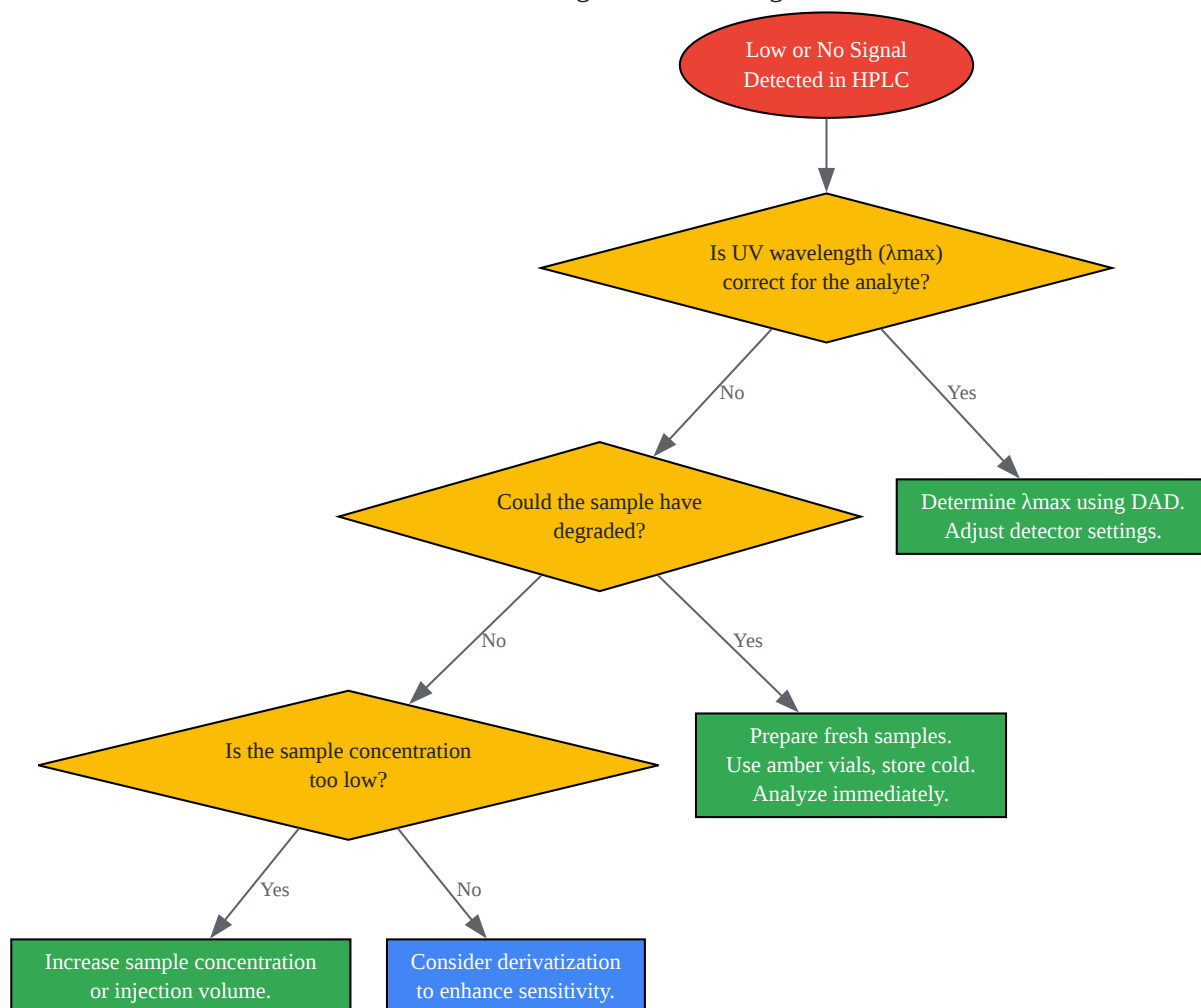 Low or No Signal
Detected in HPLC
Is UV wavelength (λmax)
correct for the analyte?
No
Yes
Could the sample have
degraded?
Determine λmax using DAD.
Adjust detector settings.
No
Yes
Is the sample concentration
too low?
Prepare fresh samples.
Use amber vials, store cold.
Analyze immediately.
Yes
No
Increase sample concentration
or injection volume.
Consider derivatization
to enhance sensitivity.